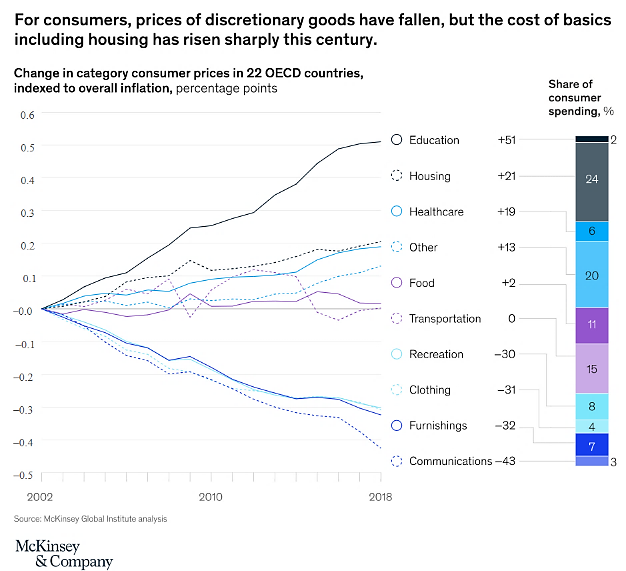 For consumers, prices of discretionary goods have fallen, but the cost of basics
including housing has risen sharply this century.
Change in category consumer prices in 22 OECD countries,
indexed to overall inflation, percentage points
Share of
consumer
spending, %
0.6
0.5
0.4
0.3
0.2
0.1
–0.0
–0.1
–0.2
–0.3
–0.4
–0.5
2002
2010
2018
Education +51
Housing +21
Healthcare +19
Other +13
Food +2
Transportation 0
Recreation –30
Clothing –31
Furnishings –32
Communications –43
2
24
6
20
11
15
8
4
7
3
Source: McKinsey Global Institute analysis
McKinsey
& Company